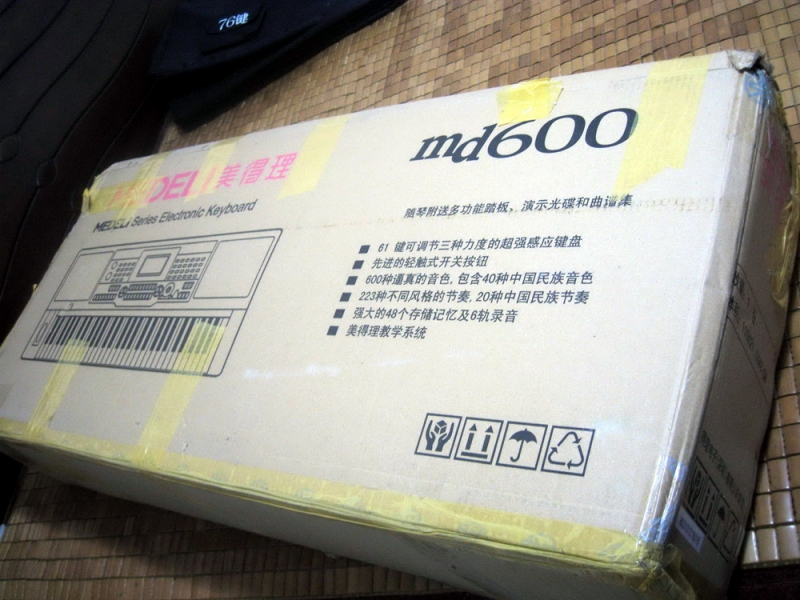 76键
md600
MEDELI美得理
MEDELI Series Electronic Keyboard
随琴附送多功能踏板，演示光碟和曲谱集
■ 61 键可调节三种力度的超强感应键盘
■ 先进的轻触式开关按钮
■ 600种逼真的音色,包含40种中国民族音色
■ 223种不同风格的节奏,20种中国民族节奏
■ 强大的48个存储记忆及6轨录音
■ 美得理教学系统